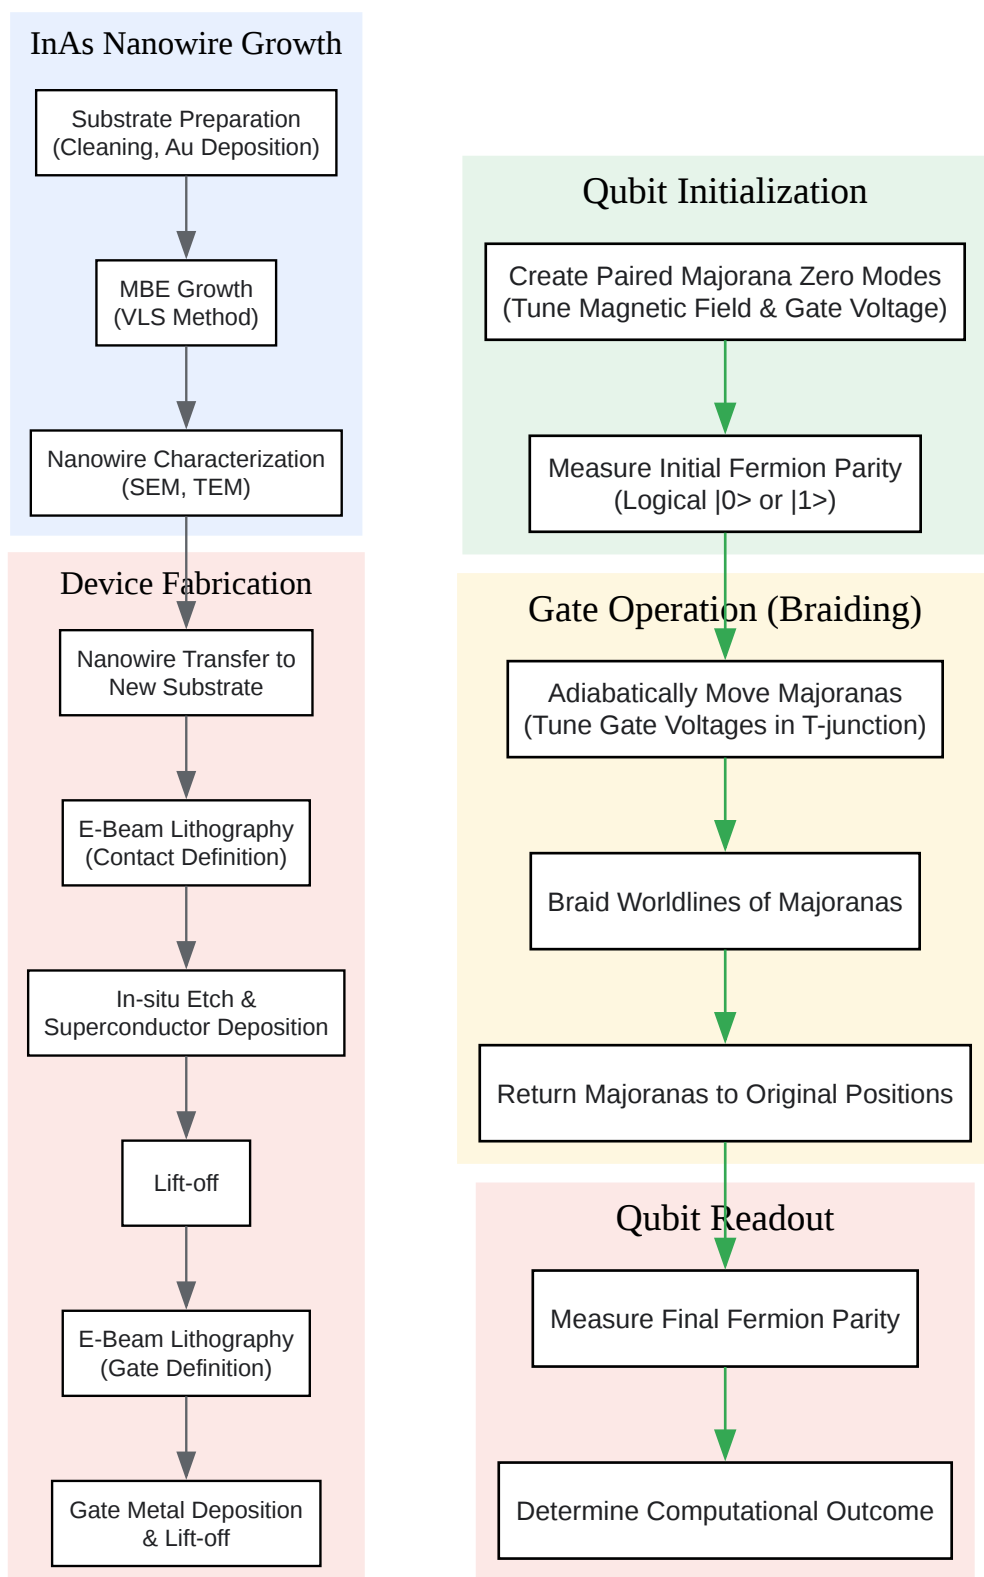 InAs Nanowire Growth
Substrate Preparation
(Cleaning, Au Deposition)
MBE Growth
(VLS Method)
Nanowire Characterization
(SEM, TEM)
Device Fabrication
Nanowire Transfer to
New Substrate
E-Beam Lithography
(Contact Definition)
In-situ Etch &
Superconductor Deposition
Lift-off
E-Beam Lithography
(Gate Definition)
Gate Metal Deposition
& Lift-off
Qubit Initialization
Create Paired Majorana Zero Modes
(Tune Magnetic Field & Gate Voltage)
Measure Initial Fermion Parity
(Logical |0> or |1>)
Gate Operation (Braiding)
Adiabatically Move Majoranas
(Tune Gate Voltages in T-junction)
Braid Worldlines of Majoranas
Return Majoranas to Original Positions
Qubit Readout
Measure Final Fermion Parity
Determine Computational Outcome